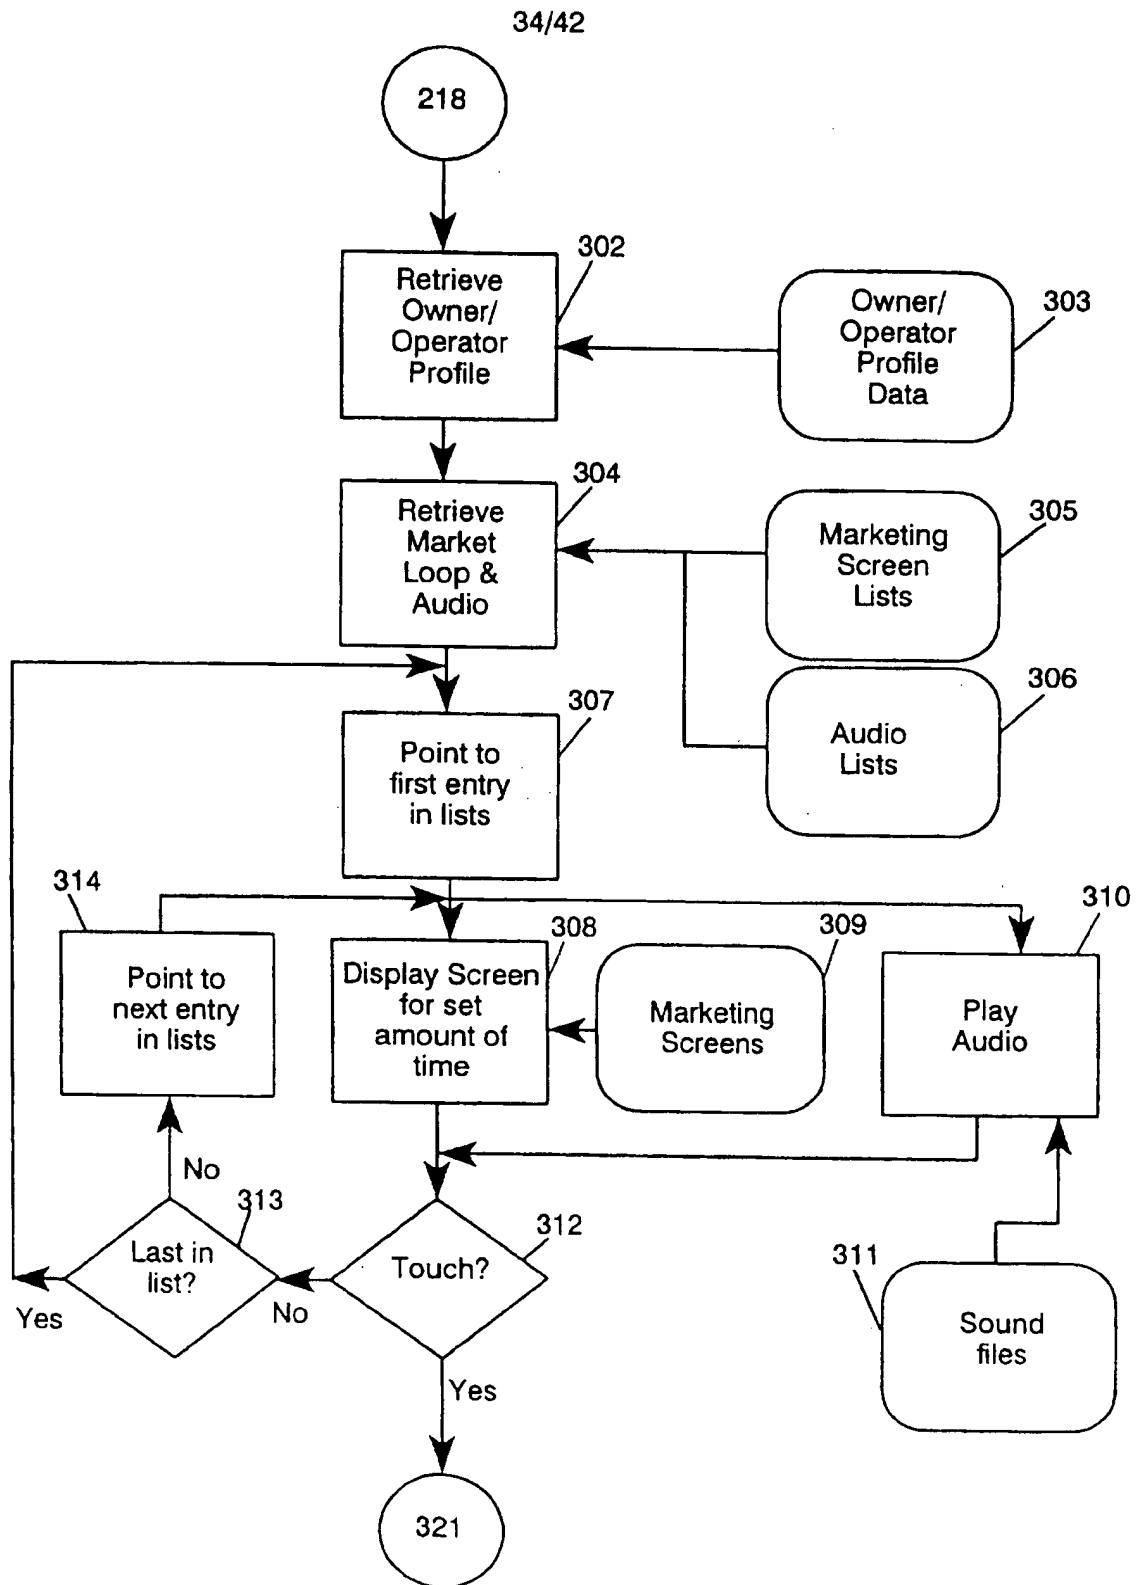 34/42
218
302
Retrieve
Owner/
Operator
Profile
Owner/
Operator
Profile
Data
303
304
Retrieve
Market
Loop &
Audio
Marketing
Screen
Lists
305
306
Audio
Lists
307
Point to
first entry
in lists
314
Point to
next entry
in lists
308
Display Screen
for set
amount of
time
309
Marketing
Screens
310
Play
Audio
No
313
Last in
list?
Yes
No
312
Touch?
Yes
311
Sound
files
321